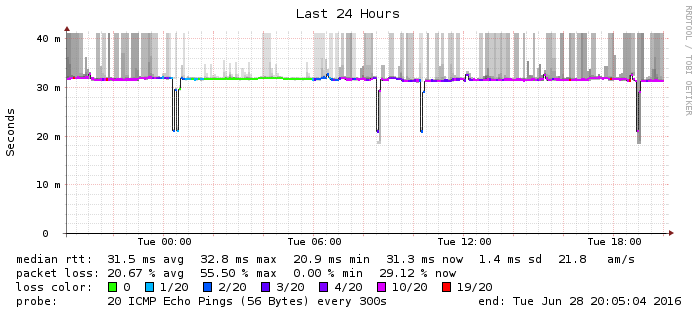 Last 24 Hours
RRDTOOL / TOBI OETIKER
Seconds
40 m
30 m
20 m
10 m
0
Tue 00:00 Tue 06:00 Tue 12:00 Tue 18:00
median rtt: 31.5 ms avg 32.8 ms max 20.9 ms min 31.3 ms now 1.4 ms sd 21.8 am/s
packet loss: 20.67 % avg 55.50 % max 0.00 % min 29.12 % now
loss color: 0 1/20 2/20 3/20 4/20 10/20 19/20
probe: 20 ICMP Echo Pings (56 Bytes) every 300s end: Tue Jun 28 20:05:04 2016